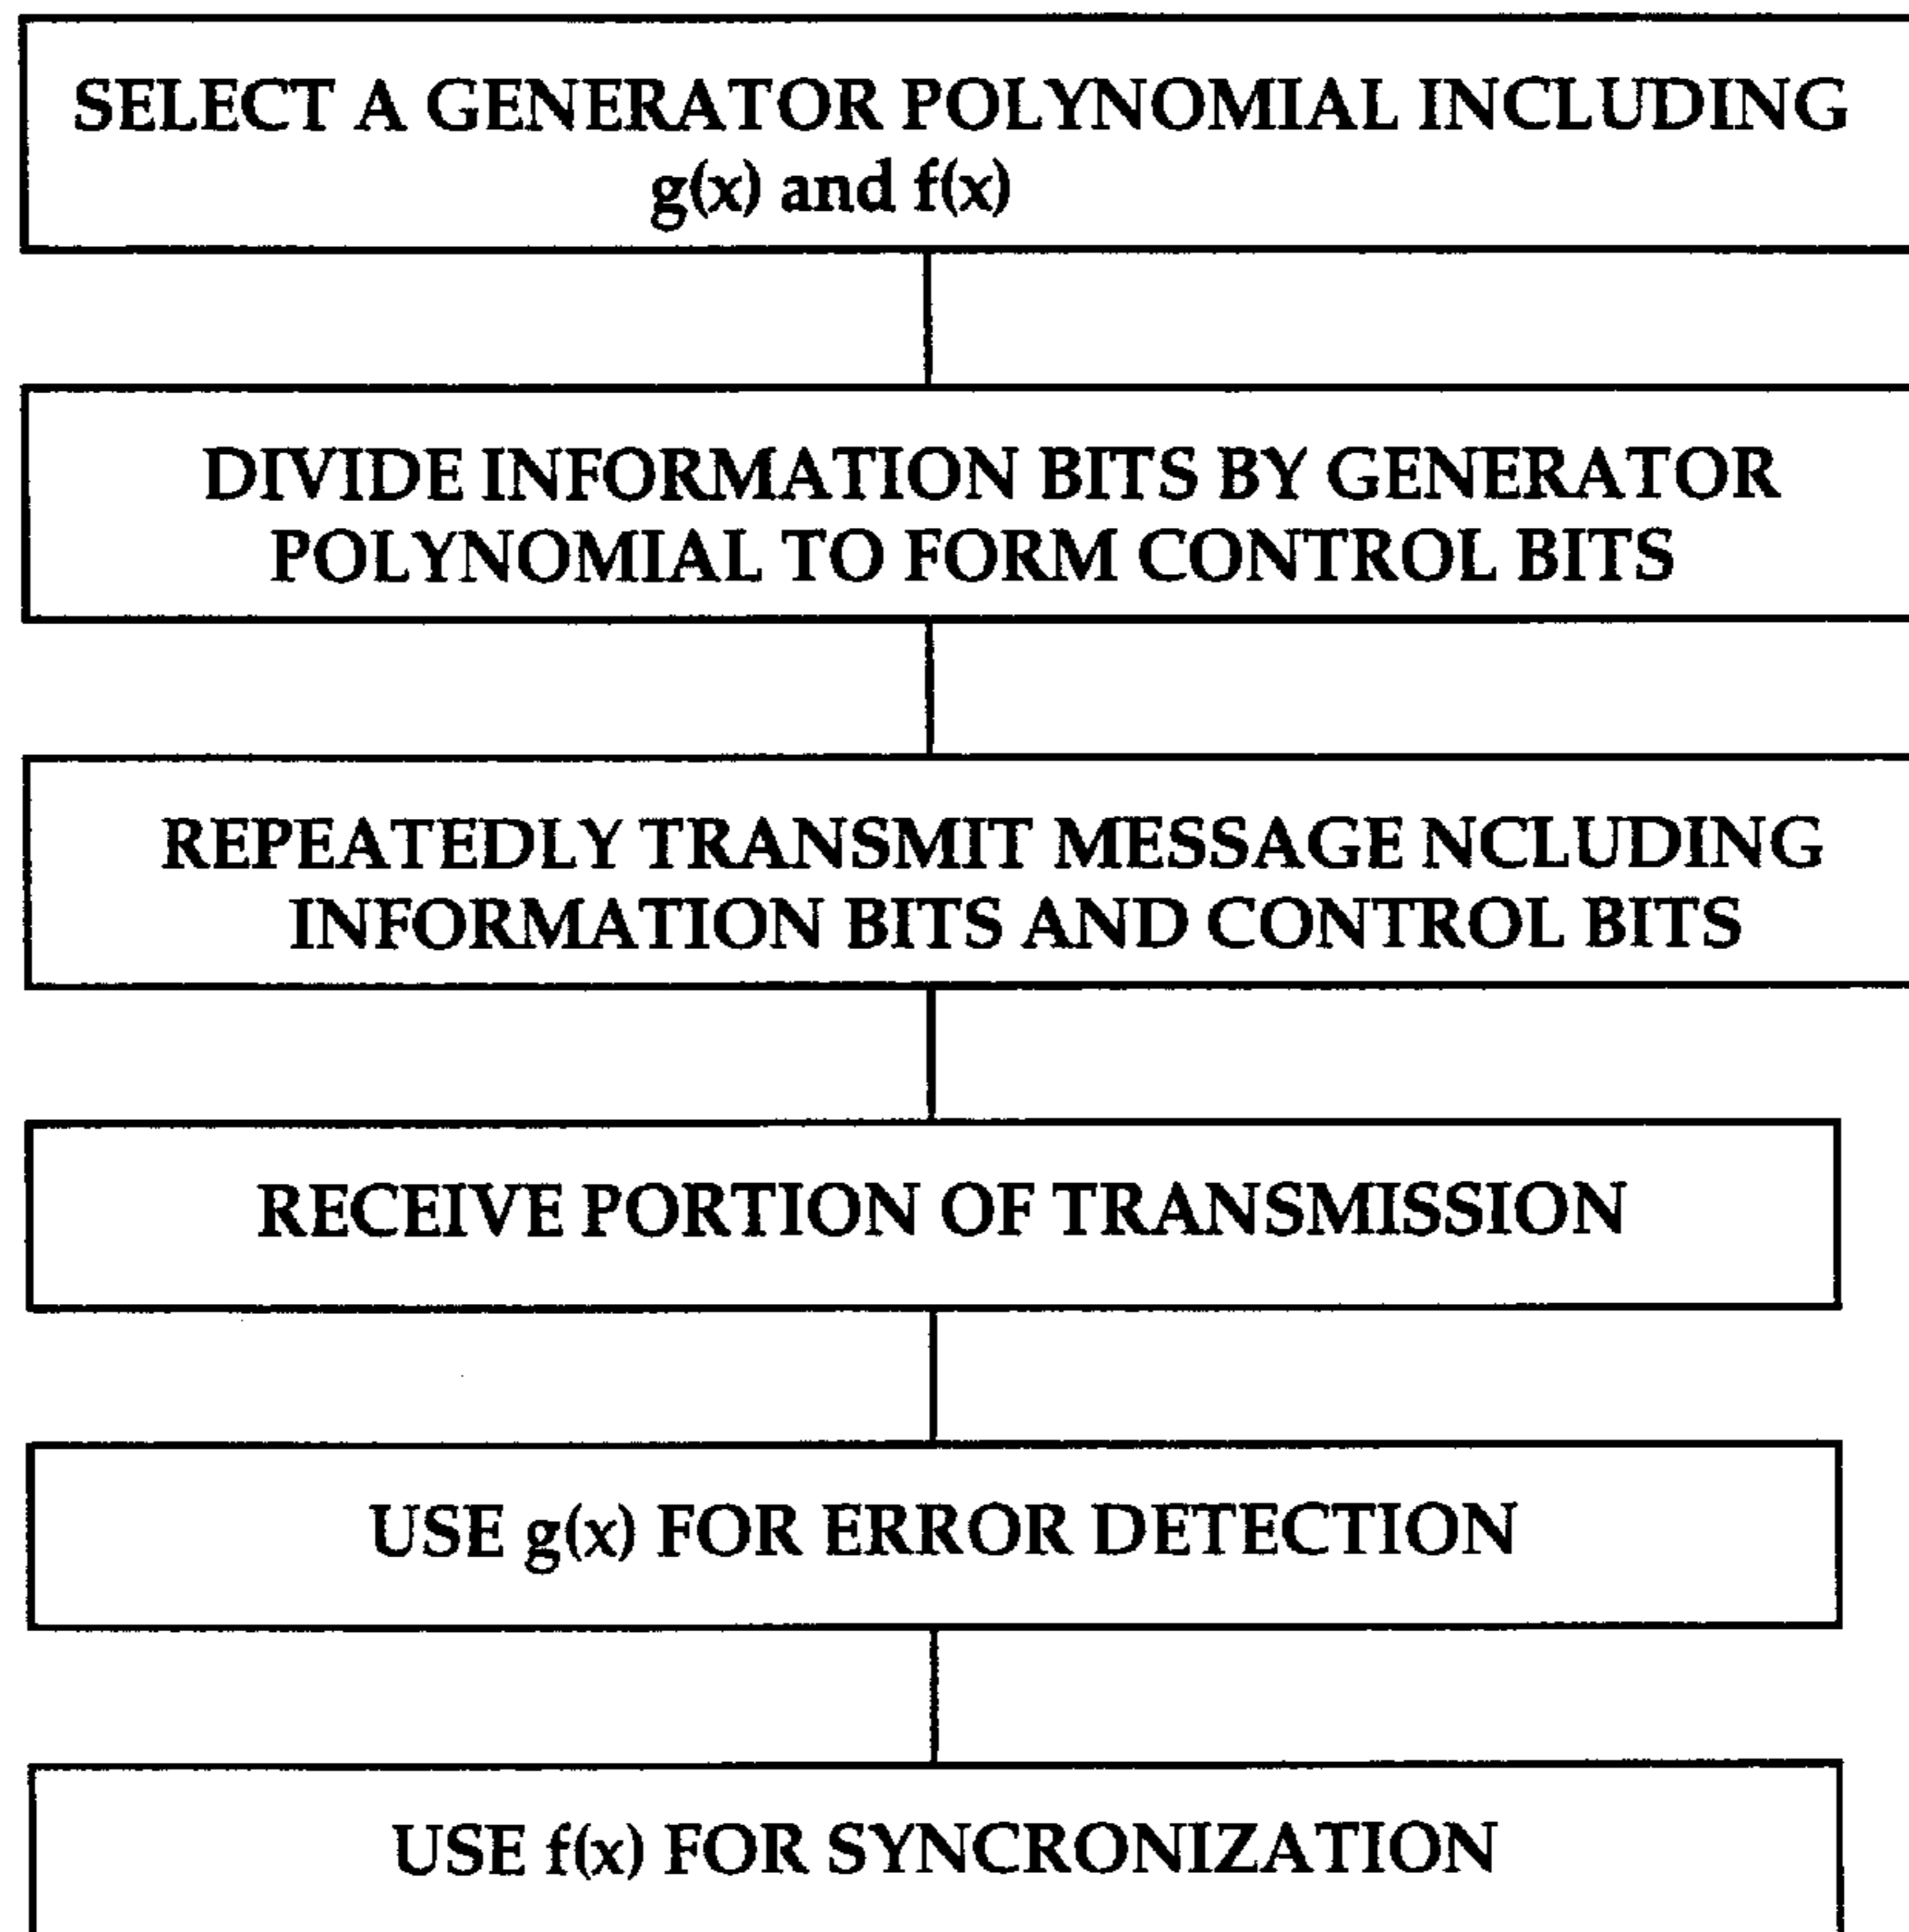 SELECT A GENERATOR POLYNOMIAL INCLUDING
g(x) and f(x)
DIVIDE INFORMATION BITS BY GENERATOR
POLYNOMIAL TO FORM CONTROL BITS
REPEATEDLY TRANSMIT MESSAGE NCLUDING
INFORMATION BITS AND CONTROL BITS
RECEIVE PORTION OF TRANSMISSION
USE g(x) FOR ERROR DETECTION
USE f(x) FOR SYNCRONIZATION